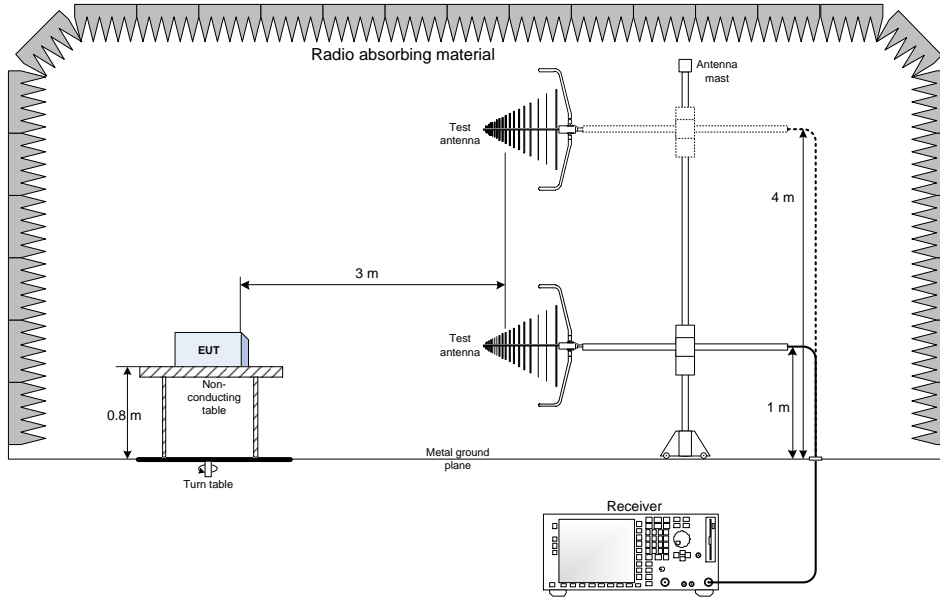 Radio absorbing material
Antenna
mast
Test
antenna
4 m
3 m
Test
antenna
EUT
Non-
conducting
table
0.8 m
1 m
Metal ground
plane
Turn table
Receiver